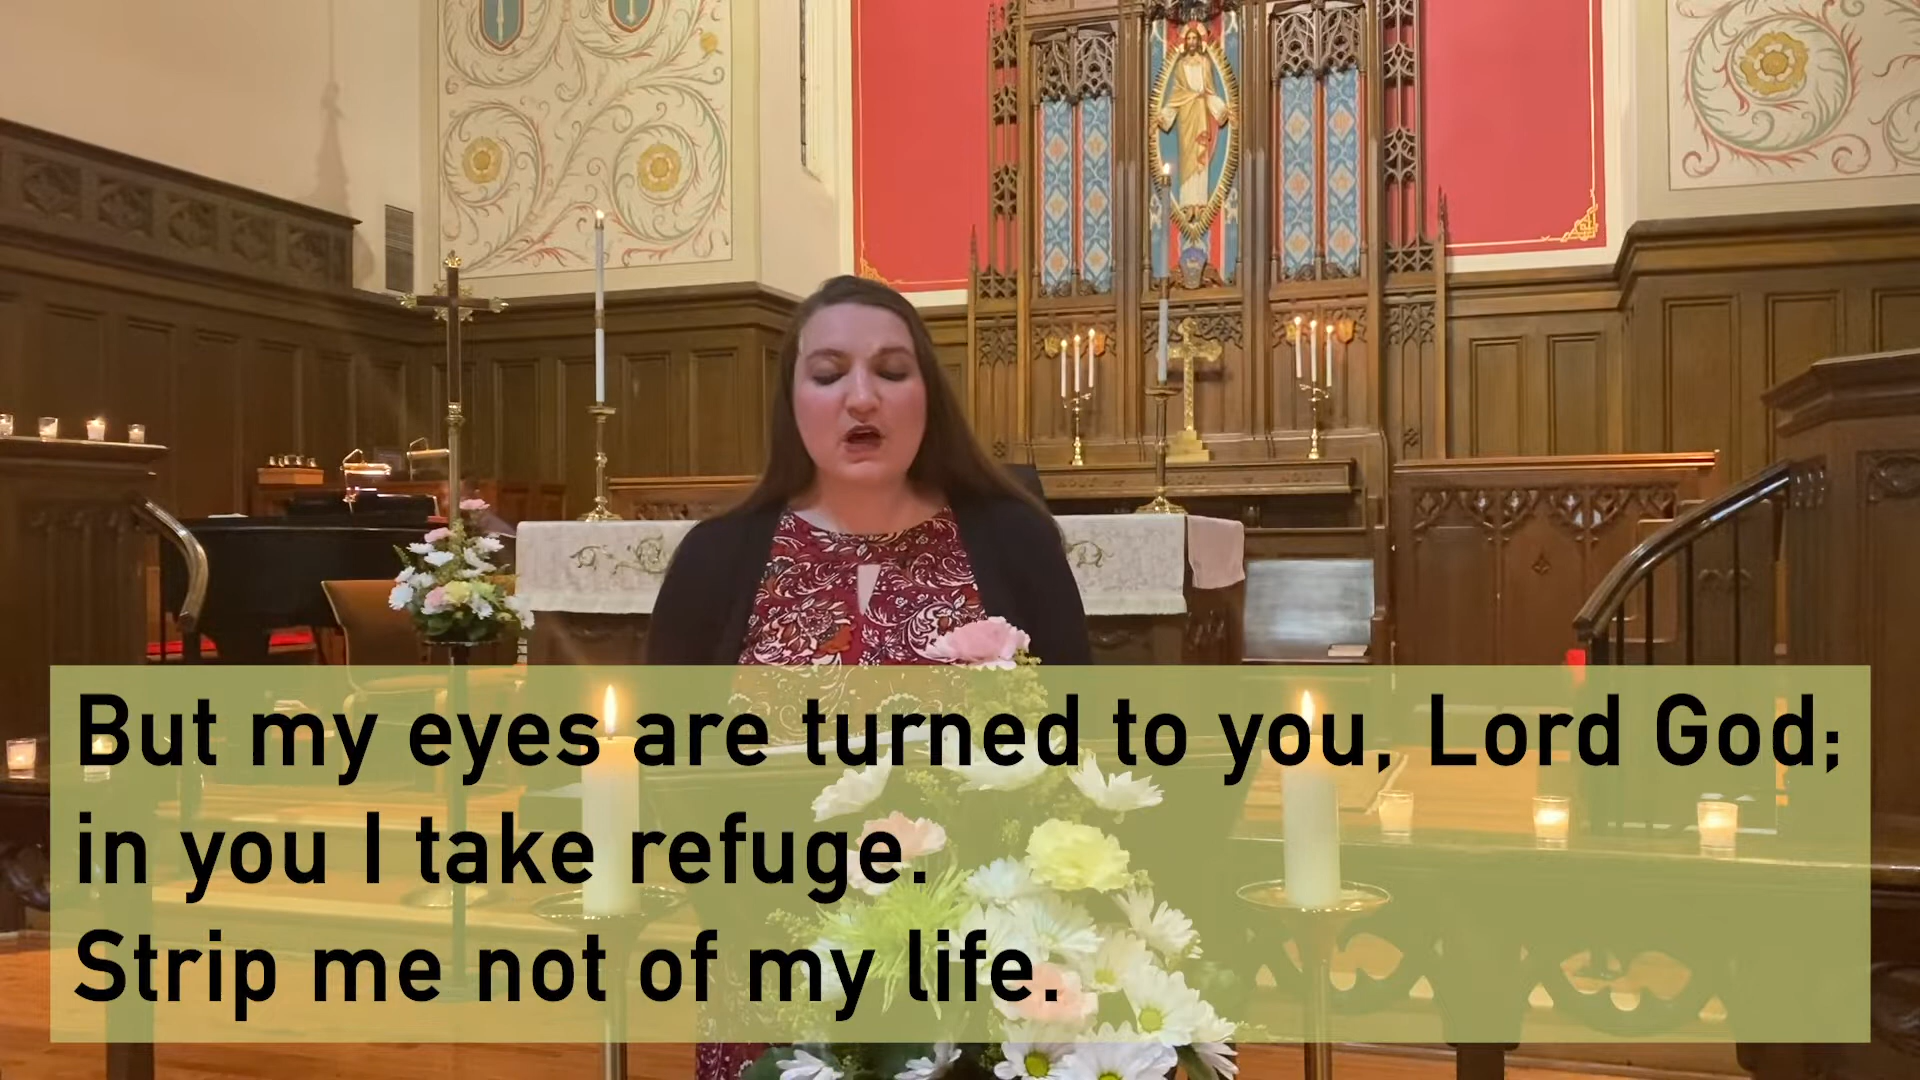 But my eyes are turned to you, Lord God;
in you I take refuge.
Strip me not of my life.